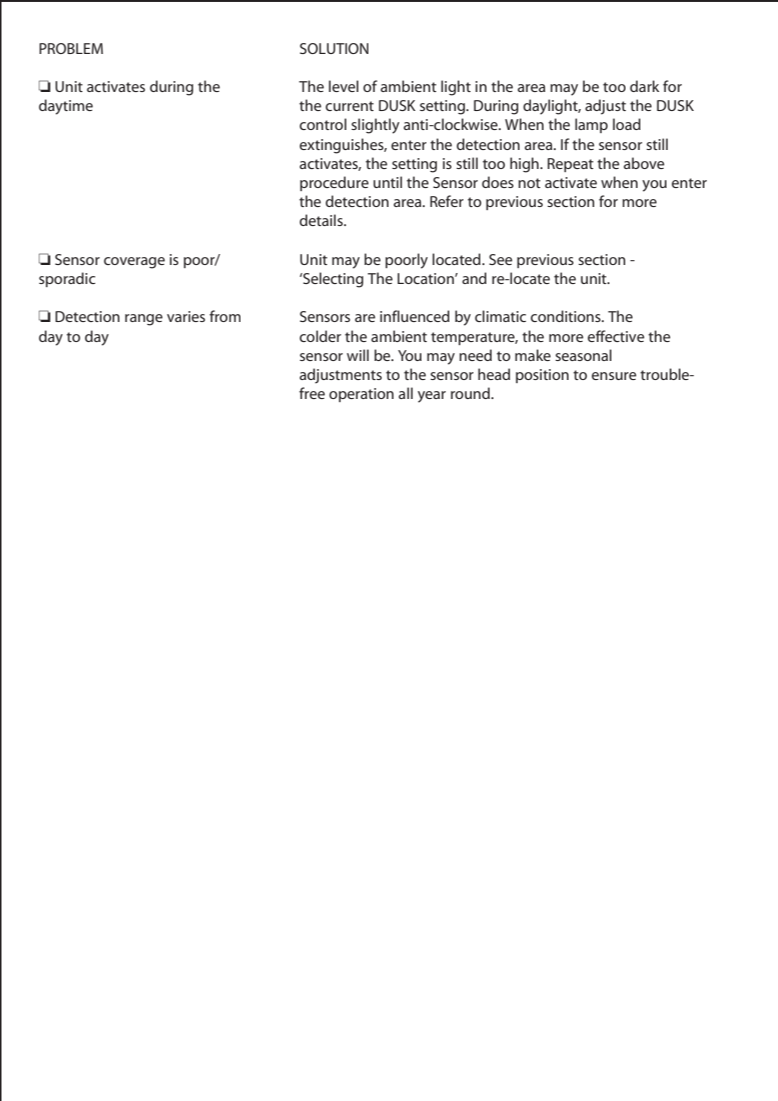 PROBLEM
SOLUTION
❏ Unit activates during the
daytime
The level of ambient light in the area may be too dark for
the current DUSK setting. During daylight, adjust the DUSK
control slightly anti-clockwise. When the lamp load
extinguishes, enter the detection area. If the sensor still
activates, the setting is still too high. Repeat the above
procedure until the Sensor does not activate when you enter
the detection area. Refer to previous section for more
details.
❏ Sensor coverage is poor/
sporadic
Unit may be poorly located. See previous section -
‘Selecting The Location’ and re-locate the unit.
❏ Detection range varies from
day to day
Sensors are influenced by climatic conditions. The
colder the ambient temperature, the more effective the
sensor will be. You may need to make seasonal
adjustments to the sensor head position to ensure trouble-
free operation all year round.